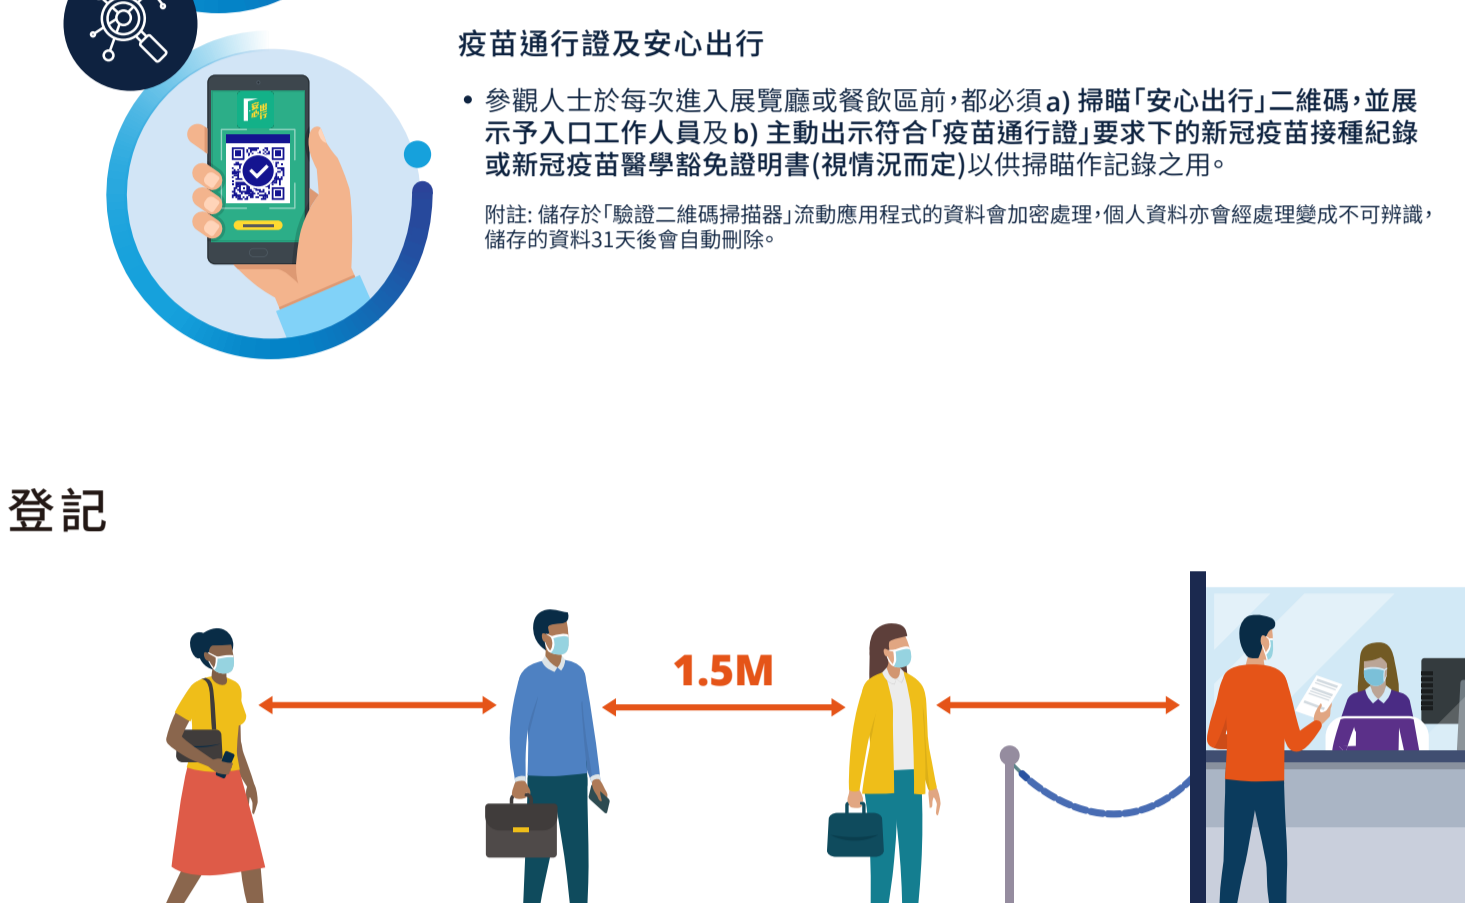 疫苗通行證及安心出行
• 參觀人士於每次進入展覽廳或餐飲區前，都必須a) 掃瞄「安心出行」二維碼，並展
示予入口工作人員及b) 主動出示符合「疫苗通行證」要求下的新冠疫苗接種紀錄
或新冠疫苗醫學豁免證明書(視情況而定)以供掃瞄作記錄之用。
附註: 儲存於「驗證二維碼掃描器」流動應用程式的資料會加密處理，個人資料亦會經處理變成不可辨識，
儲存的資料31天後會自動刪除。
登記
1.5M